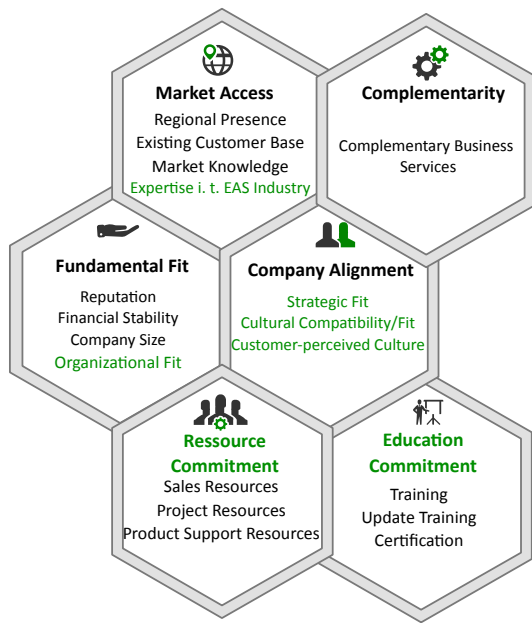 Market Access
Regional Presence
Existing Customer Base
Market Knowledge
Expertise i. t. EAS Industry
Complementarity
Complementary Business
Services
Fundamental Fit
Reputation
Financial Stability
Company Size
Organizational Fit
Company Alignment
Strategic Fit
Cultural Compatibility/Fit
Customer-perceived Culture
Ressource
Commitment
Sales Resources
Project Resources
Product Support Resources
Education
Commitment
Training
Update Training
Certification